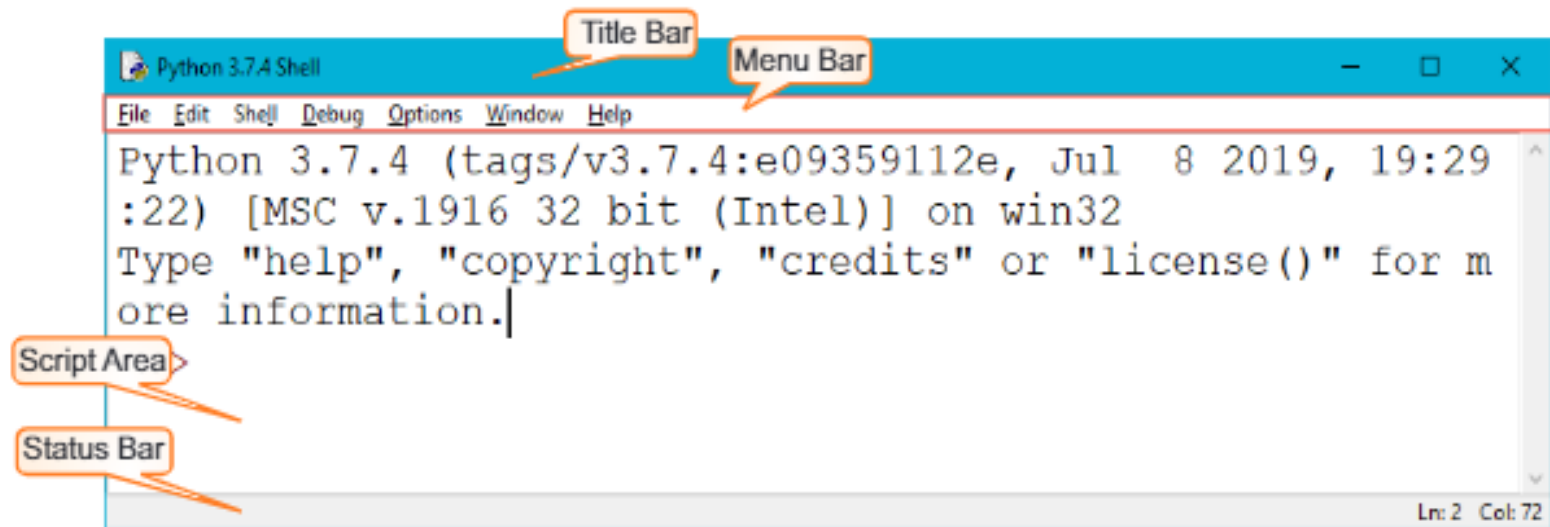 Title Bar
Python 3.7.4 Shell
Menu Bar
File Edit Shell Debug Options Window Help
Python 3.7.4 (tags/v3.7.4:e09359112e, Jul  8 2019, 19:29
:22) [MSC v.1916 32 bit (Intel)] on win32
Type "help", "copyright", "credits" or "license()" for m
ore information.
Script Area>
Status Bar
Ln: 2 Col: 72